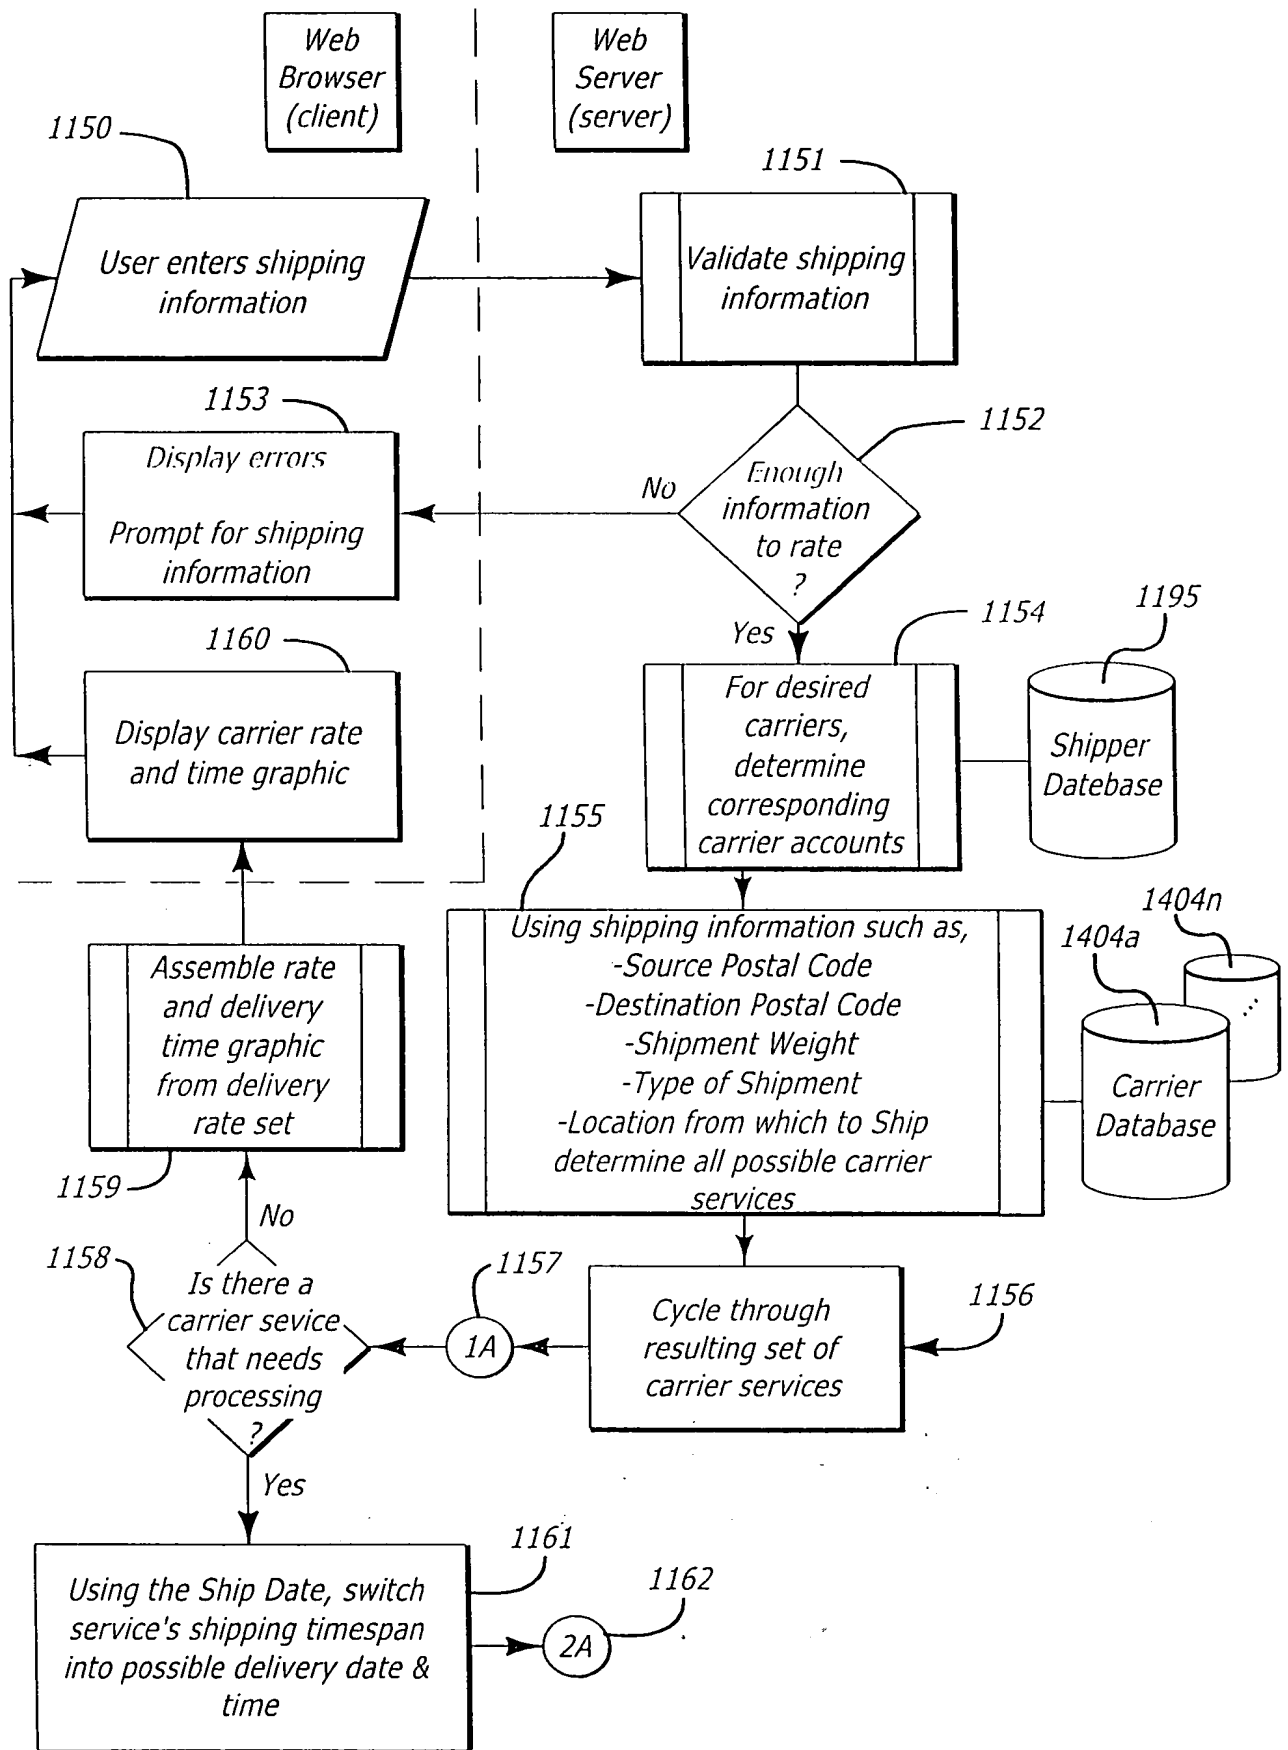 Web
Browser
(client)
Web
Server
(server)
1150
1151
User enters shipping
information
Validate shipping
information
1153
1152
Display errors
Prompt for shipping
information
No
Enough
information
to rate
?
Yes
1160
1154
1195
Display carrier rate
and time graphic
For desired
carriers,
determine
corresponding
carrier accounts
Shipper
Datebase
1155
1404n
1404a
Using shipping information such as,
-Source Postal Code
-Destination Postal Code
-Shipment Weight
-Type of Shipment
-Location from which to Ship
determine all possible carrier
services
...
Carrier
Database
Assemble rate
and delivery
time graphic
from delivery
rate set
1159
No
1158
Is there a
carrier sevice
that needs
processing
?
1157
1A
Cycle through
resulting set of
carrier services
1156
Yes
1161
Using the Ship Date, switch
service's shipping timespan
into possible delivery date &
time
1162
2A